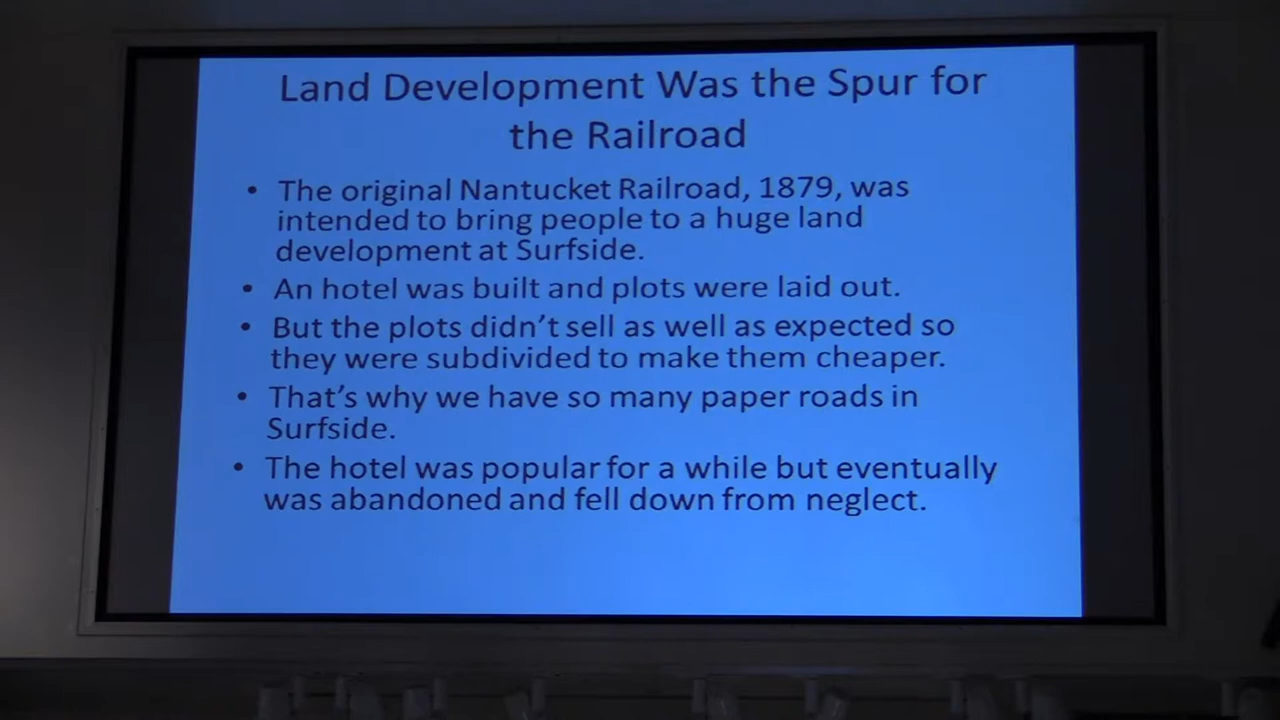 Land Development Was the Spur for
the Railroad
• The original Nantucket Railroad, 1879, was
intended to bring people to a huge land
development at Surfside.
• An hotel was built and plots were laid out.
• But the plots didn't sell as well as expected so
they were subdivided to make them cheaper.
• That's why we have so many paper roads in
Surfside.
• The hotel was popular for a while but eventually
was abandoned and fell down from neglect.